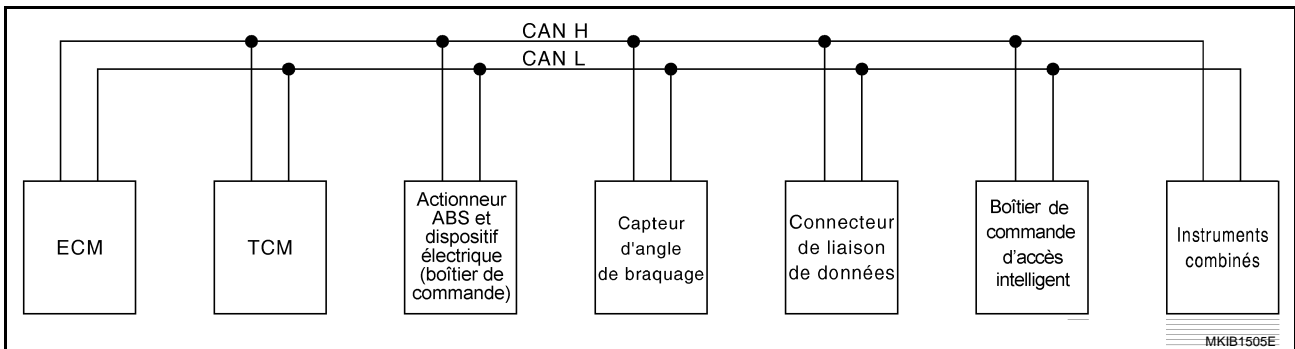 CAN H
CAN L
ECM
TCM
Actionneur
ABS et
dispositif
électrique
(boîtier de
commande)
Capteur
d'angle
de braquage
Connecteur
de liaison
de données
Boîtier de
commande
d’accès
intelligent
Instruments
combinés
MKIB1505E